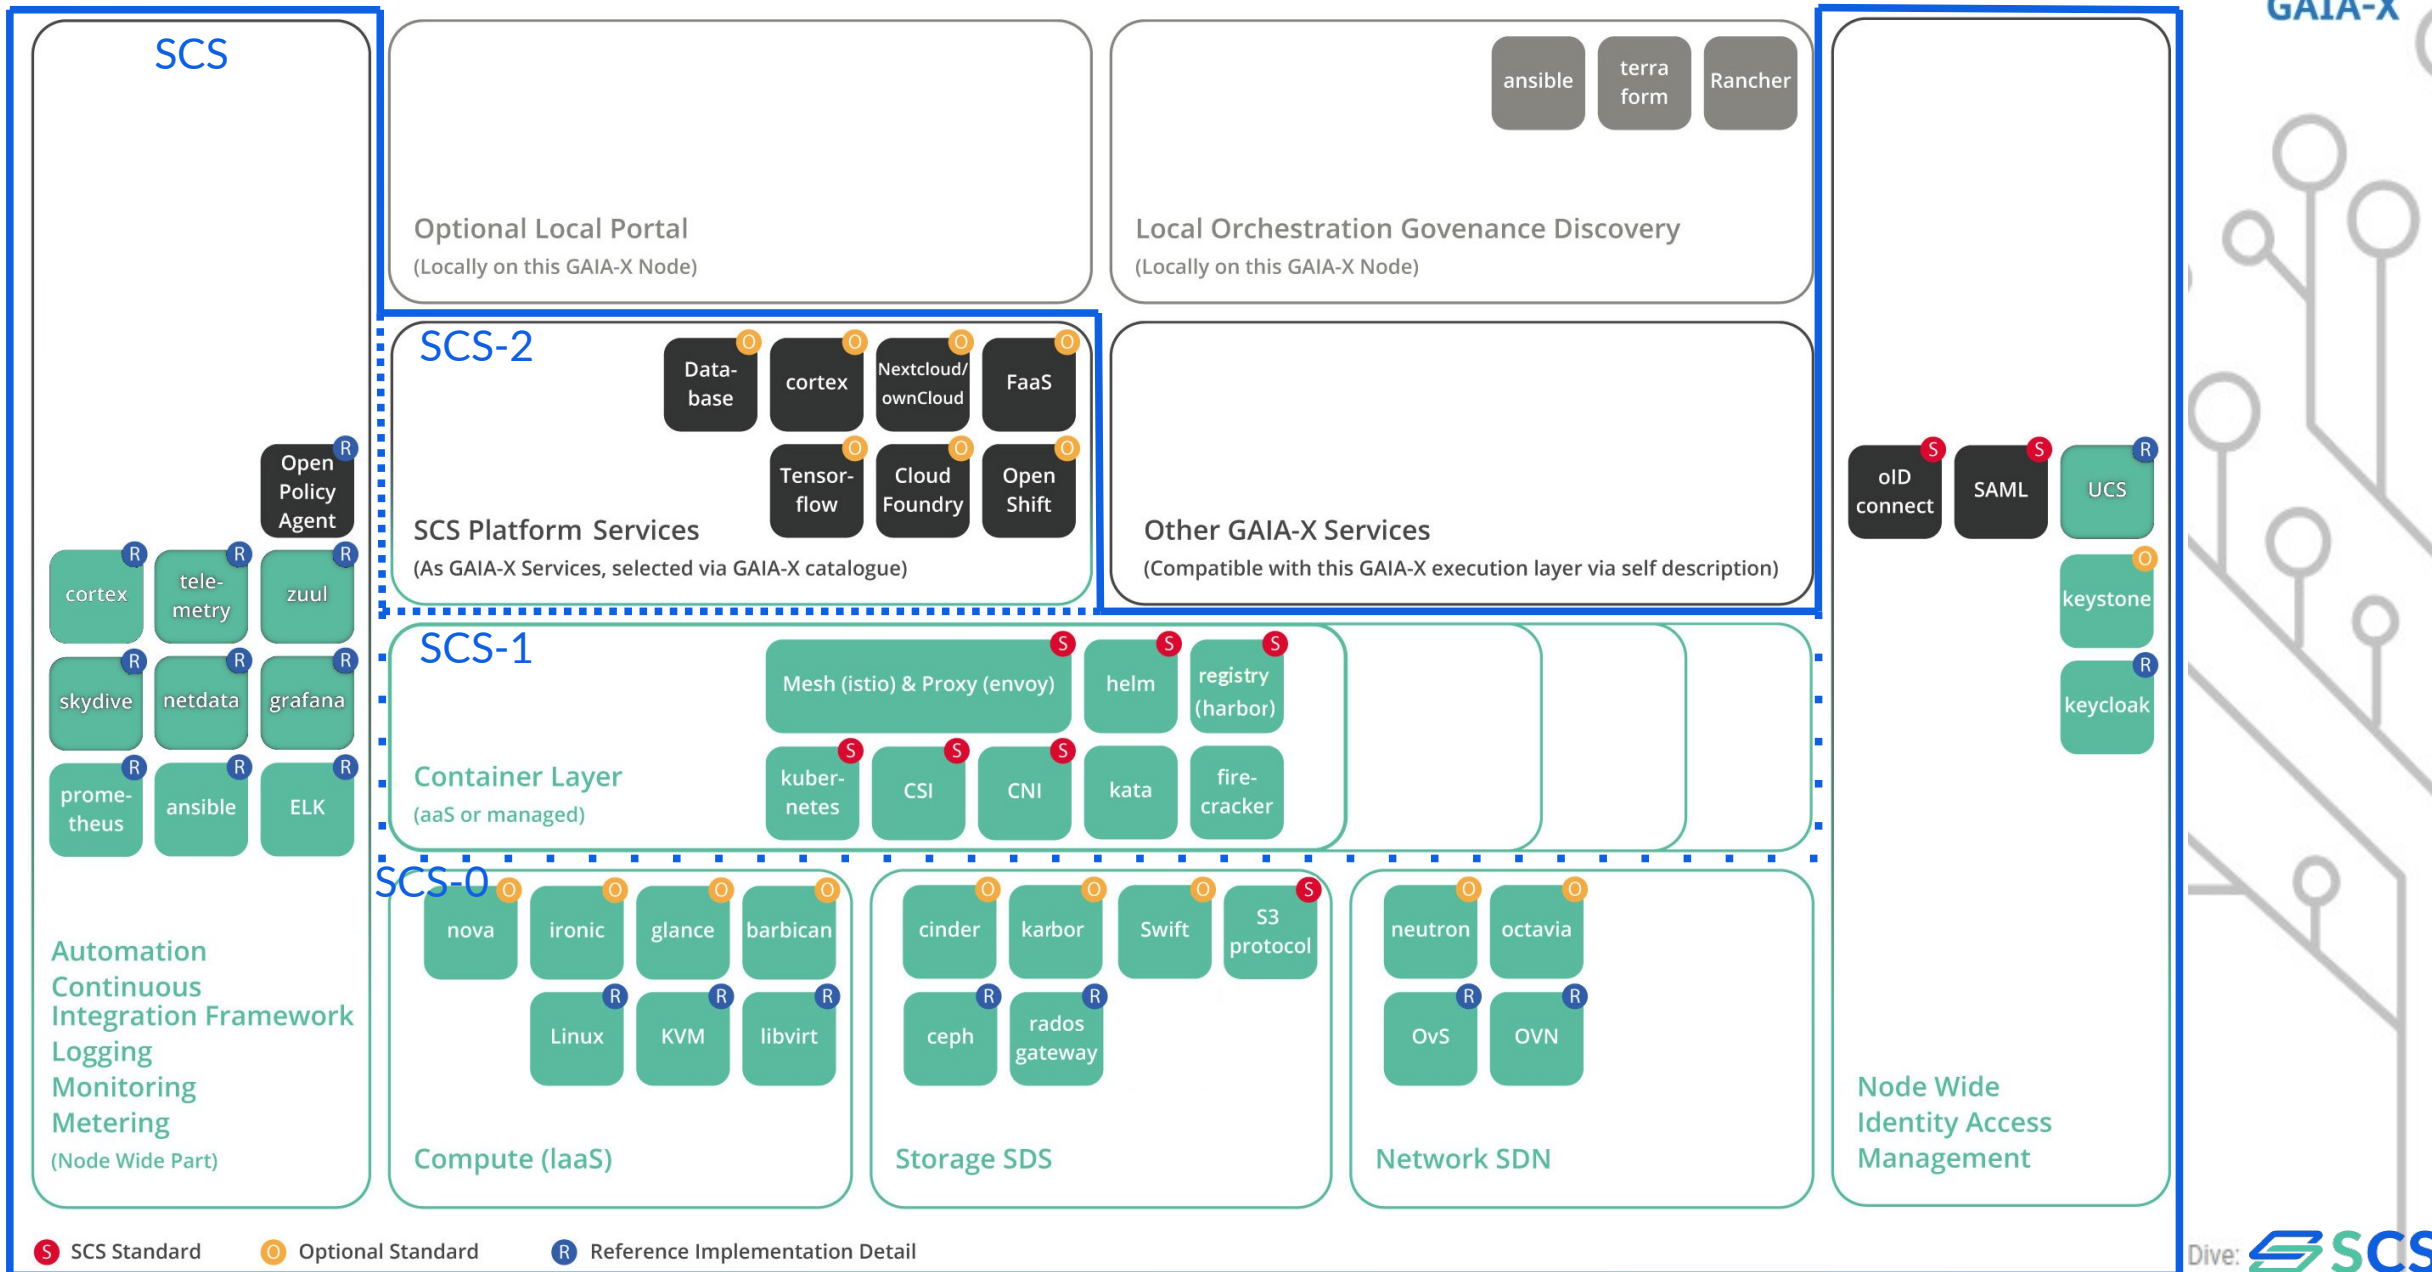 GAIA-X
SCS
ansible
terra
form
Rancher
Optional Local Portal
(Locally on this GAIA-X Node)
Local Orchestration Govenance Discovery
(Locally on this GAIA-X Node)
SCS-2
O
O
O
O
Data-
base
cortex
Nextcloud/
ownCloud
FaaS
O
O
O
Tensor-
flow
Cloud
Foundry
Open
Shift
SCS Platform Services
(As GAIA-X Services, selected via GAIA-X catalogue)
Other GAIA-X Services
(Compatible with this GAIA-X execution layer via self description)
R
Open
Policy
Agent
R
R
R
cortex
tele-
metry
zuul
R
R
R
skydive
netdata
grafana
R
R
R
prome-
theus
ansible
ELK
Automation
Continuous
Integration Framework
Logging
Monitoring
Metering
(Node Wide Part)
SCS-1
S
S
S
Mesh (istio) & Proxy (envoy)
helm
registry
(harbor)
S
S
S
kuber-
netes
CSI
CNI
kata
fire-
cracker
Container Layer
(aaS or managed)
SCS-0
O
O
O
O
nova
ironic
glance
barbican
R
R
R
Linux
KVM
libvirt
Compute (IaaS)
O
O
O
S
cinder
karbor
Swift
S3
protocol
R
R
ceph
rados
gateway
Storage SDS
O
O
neutron
octavia
R
R
OvS
OVN
Network SDN
S
S
R
oID
connect
SAML
UCS
O
keystone
R
keycloak
Node Wide
Identity Access
Management
S SCS Standard
O Optional Standard
R Reference Implementation Detail
Dive:
SCS